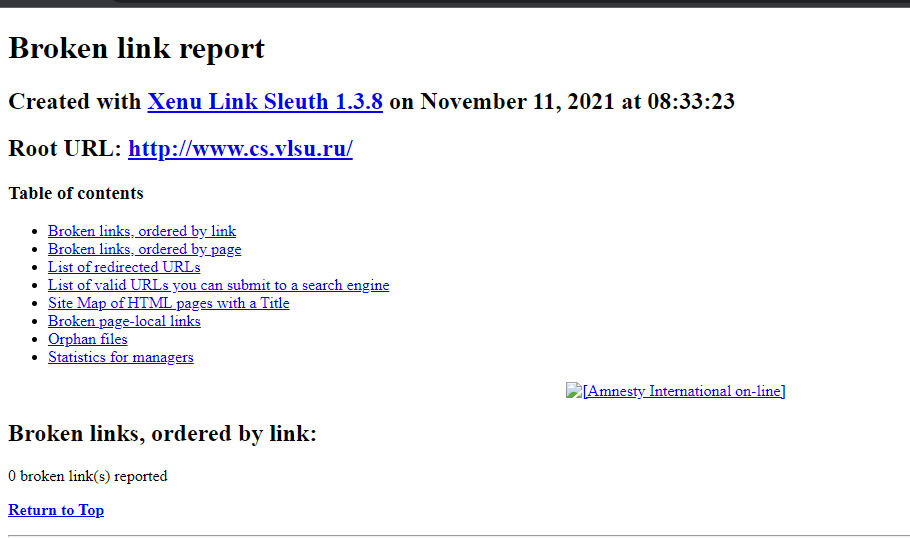 Broken link report
Created with Xenu Link Sleuth 1.3.8 on November 11, 2021 at 08:33:23
Root URL: http://www.cs.vlsu.ru/
Table of contents
Broken links, ordered by link
Broken links, ordered by page
List of redirected URLs
List of valid URLs you can submit to a search engine
Site Map of HTML pages with a Title
Broken page-local links
Orphan files
Statistics for managers
[Amnesty International on-line]
Broken links, ordered by link:
0 broken link(s) reported
Return to Top